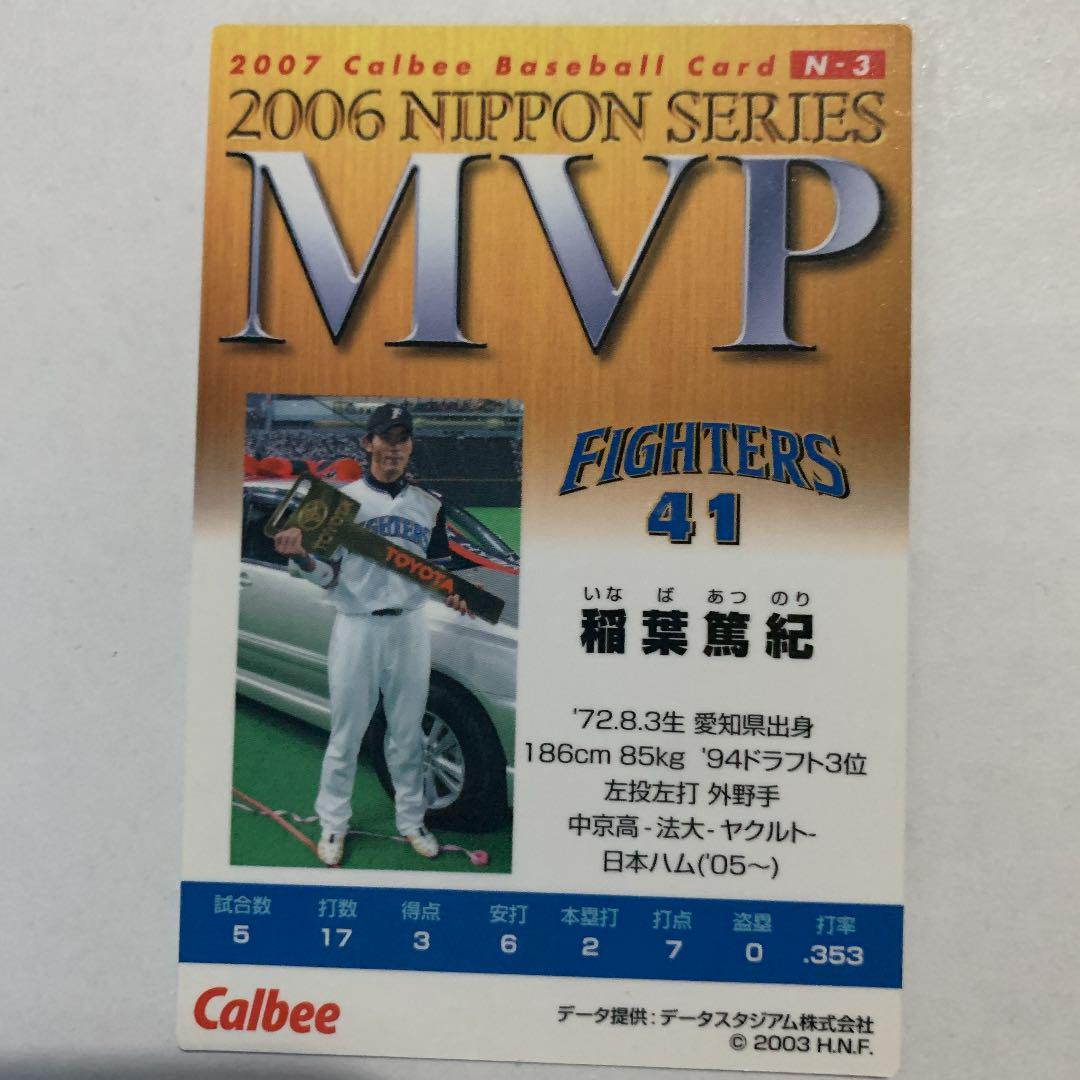 2007 Calbee Baseball Card N-3
2006 NIPPON SERIES
MVP
FIGHTERS
41
TOYOTA
FIGHTERS
TOYOTA
いな ば あつ のり
稲葉篤紀
'72.8.3生 愛知県出身
186cm 85kg '94ドラフト3位
左投左打 外野手
中京高-法大-ヤクルト-
日本ハム('05～)
試合数 打数 得点 安打 本塁打 打点 盗塁 打率
5 17 3 6 2 7 0 .353
Calbee
データ提供:データスタジアム株式会社
© 2003 H.N.F.